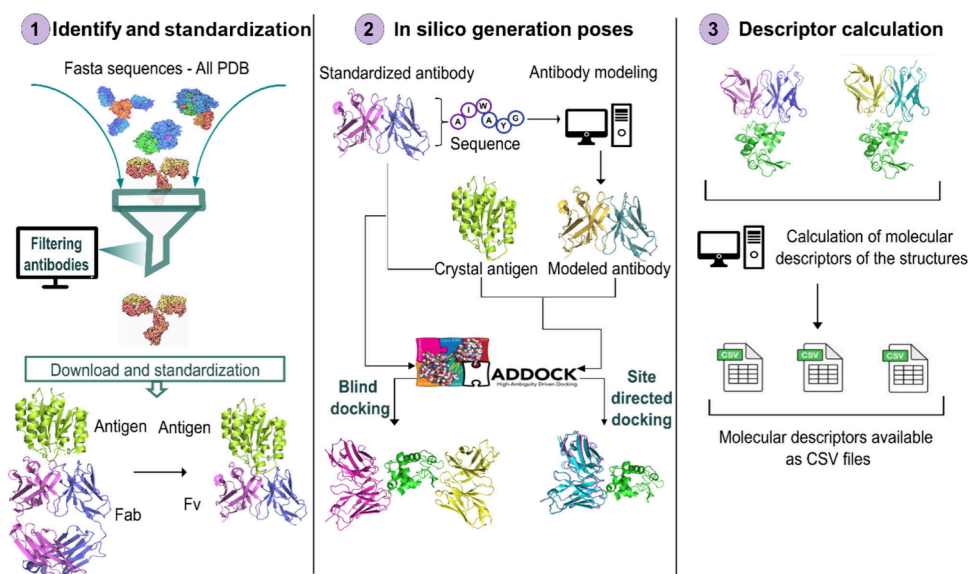 1 Identify and standardization
Fasta sequences - All PDB
Filtering
antibodies
Download and standardization
Antigen
Antigen
Fab
Fv
2 In silico generation poses
Standardized antibody
Antibody modeling
A I W A Y G
Sequence
Crystal antigen
Modeled antibody
ADDOCK
High-Ambiguity Driven Docking
Blind
docking
Site
directed
docking
3 Descriptor calculation
Calculation of molecular
descriptors of the structures
CSV
CSV
CSV
Molecular descriptors available
as CSV files